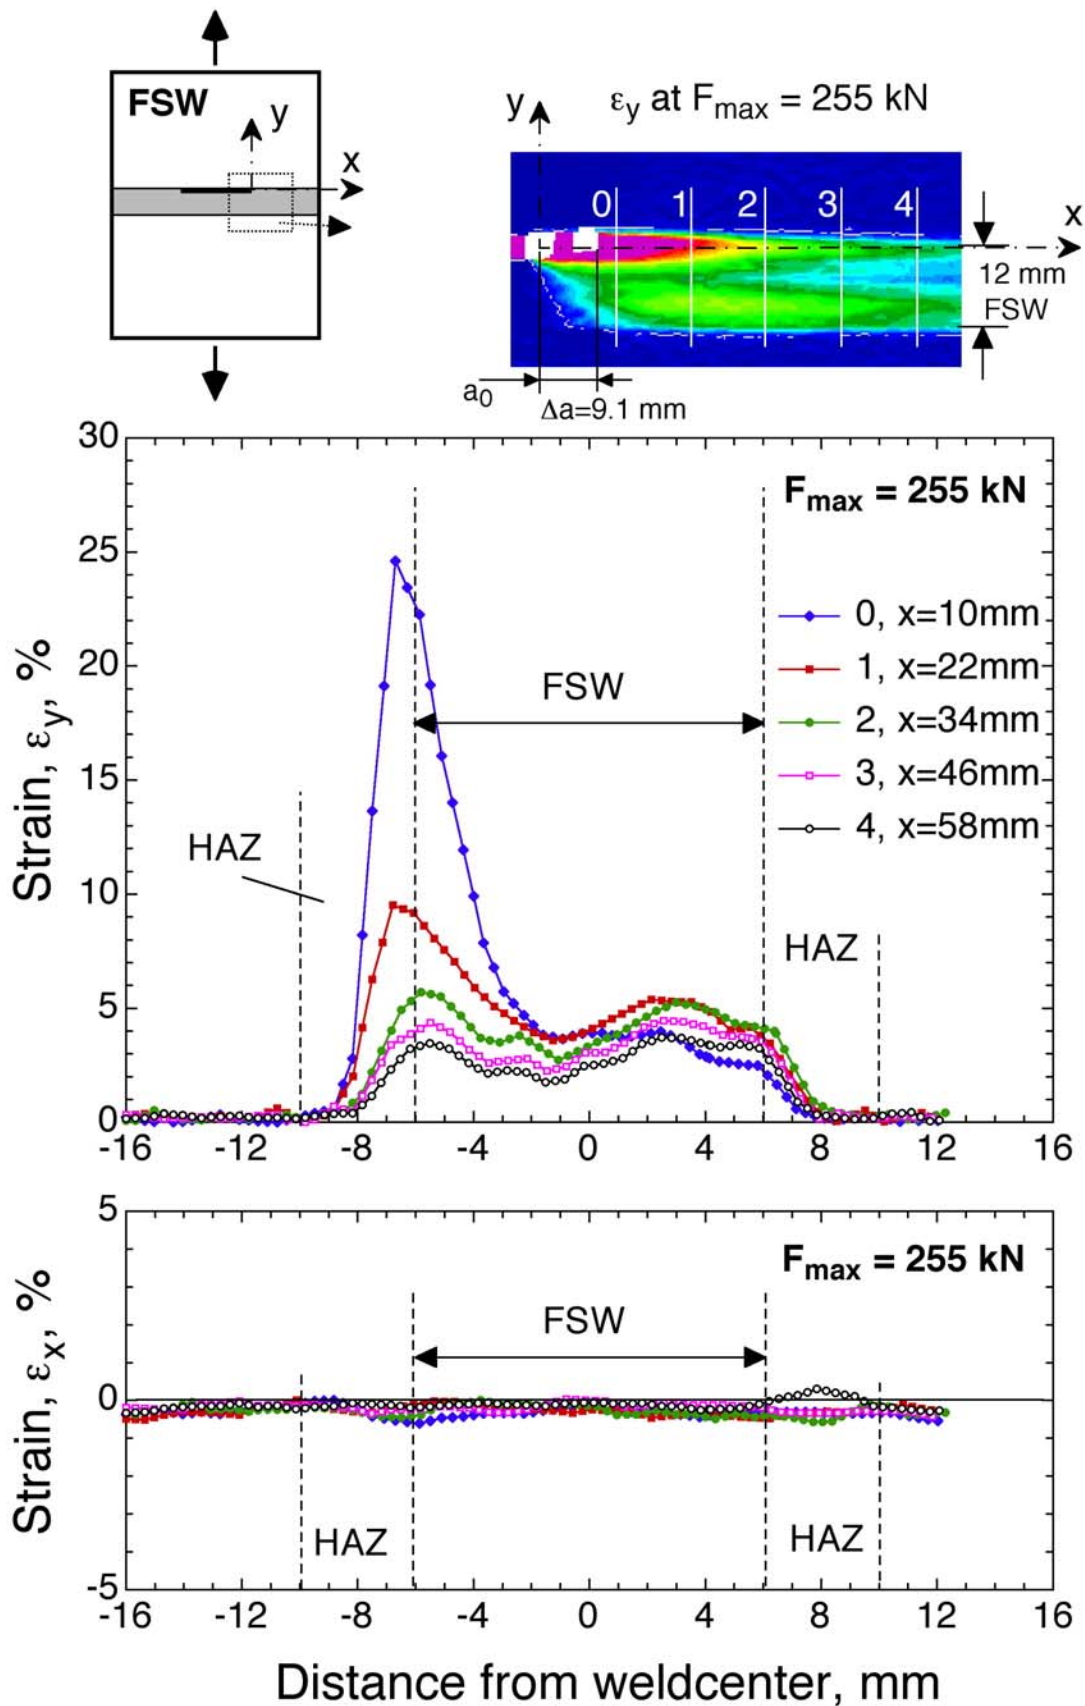 FSW
y
x
y
εy at Fmax = 255 kN
0 1 2 3 4
x
12 mm
FSW
a0
Δa=9.1 mm
30
25
20
15
10
5
0
Strain, εy, %
Fmax = 255 kN
0, x=10mm
1, x=22mm
2, x=34mm
3, x=46mm
4, x=58mm
FSW
HAZ
HAZ
-16 -12 -8 -4 0 4 8 12 16
5
0
-5
Strain, εx, %
Fmax = 255 kN
FSW
HAZ
HAZ
-16 -12 -8 -4 0 4 8 12 16
Distance from weldcenter, mm